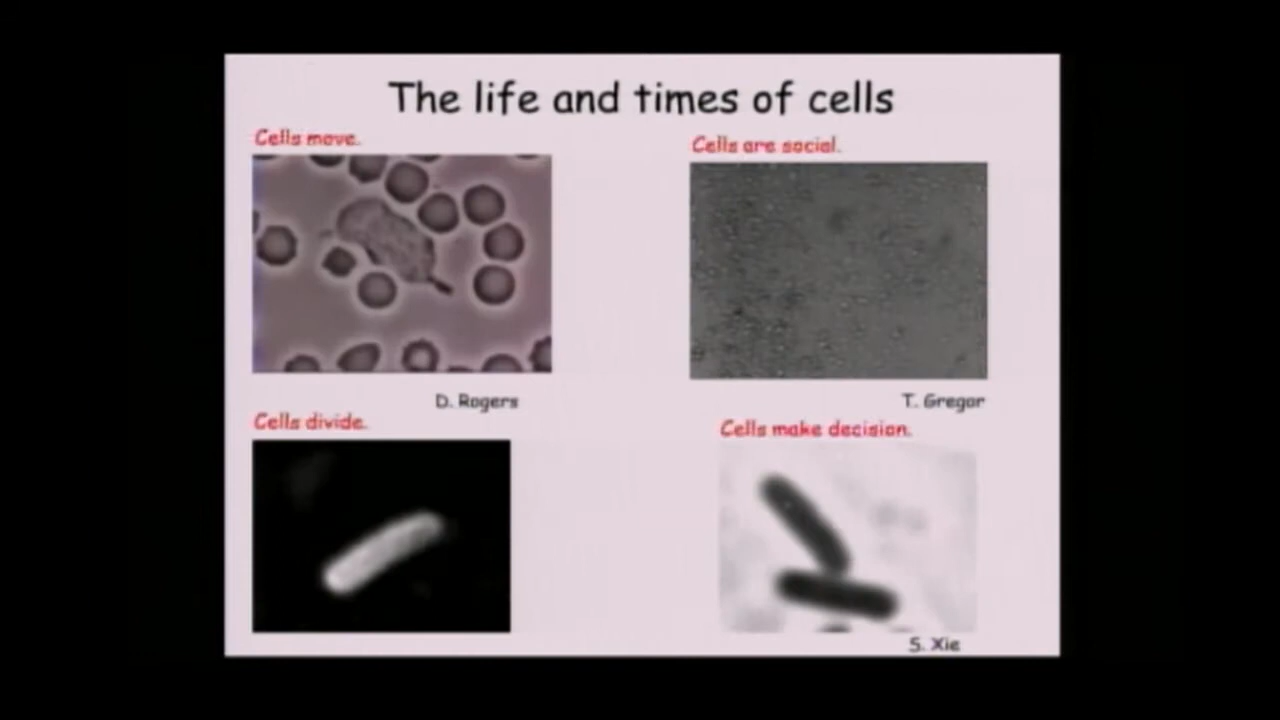 The life and times of cells
Cells move.
Cells are social.
D. Rogers
T. Gregor
Cells divide.
Cells make decision.
S. Xie